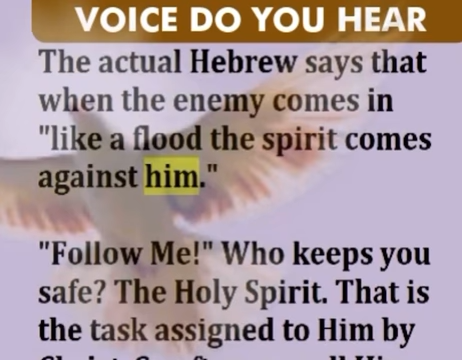 VOICE DO YOU HEAR
The actual Hebrew says that
when the enemy comes in
"like a flood the spirit comes
against him."
"Follow Me!" Who keeps you
safe? The Holy Spirit. That is
the task assigned to Him by